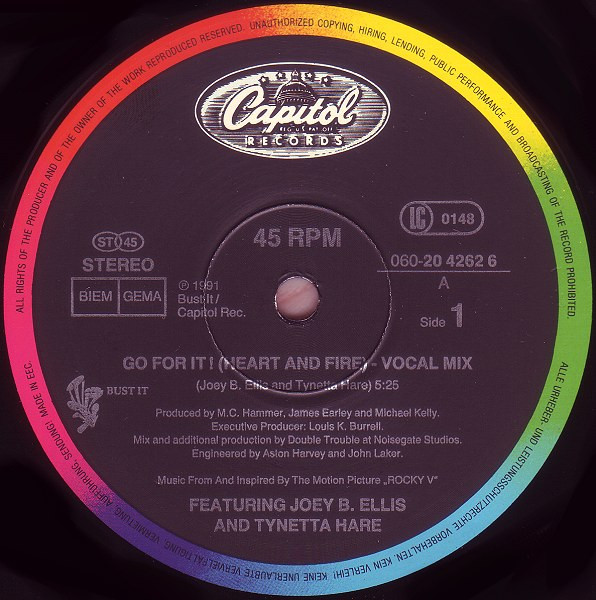 ALL RIGHTS OF THE PRODUCER AND OF THE OWNER OF THE WORK REPRODUCED RESERVED. UNAUTHORIZED COPYING, HIRING, LENDING, PUBLIC PERFORMANCE AND BROADCASTING OF THE RECORD PROHIBITED.
Capitol
REG. U.S. PAT. OFF.
RECORDS
45 RPM
LC 0148
ST 45
STEREO
060-20 4262 6
BIEM GEMA
℗ 1991
Bust It/
Capitol Rec.
A
Side 1
GO FOR IT! (HEART AND FIRE) - VOCAL MIX
(Joey B. Ellis and Tynetta Hare) 5:25
BUST IT
Produced by M.C. Hammer, James Earley and Michael Kelly.
Executive Producer: Louis K. Burrell.
Mix and additional production by Double Trouble at Noisegate Studios.
Engineered by Aston Harvey and John Laker.
Music From And Inspired By The Motion Picture „ROCKY V”
FEATURING JOEY B. ELLIS
AND TYNETTA HARE
ALLE URHEBER- UND LEISTUNGSSCHUTZRECHTE VORBEHALTEN. KEIN VERLEIH! KEINE UNERLAUBTE VERVIELFÄLTIGUNG, VERMIETUNG, AUFFÜHRUNG, SENDUNG! MADE IN EEC.